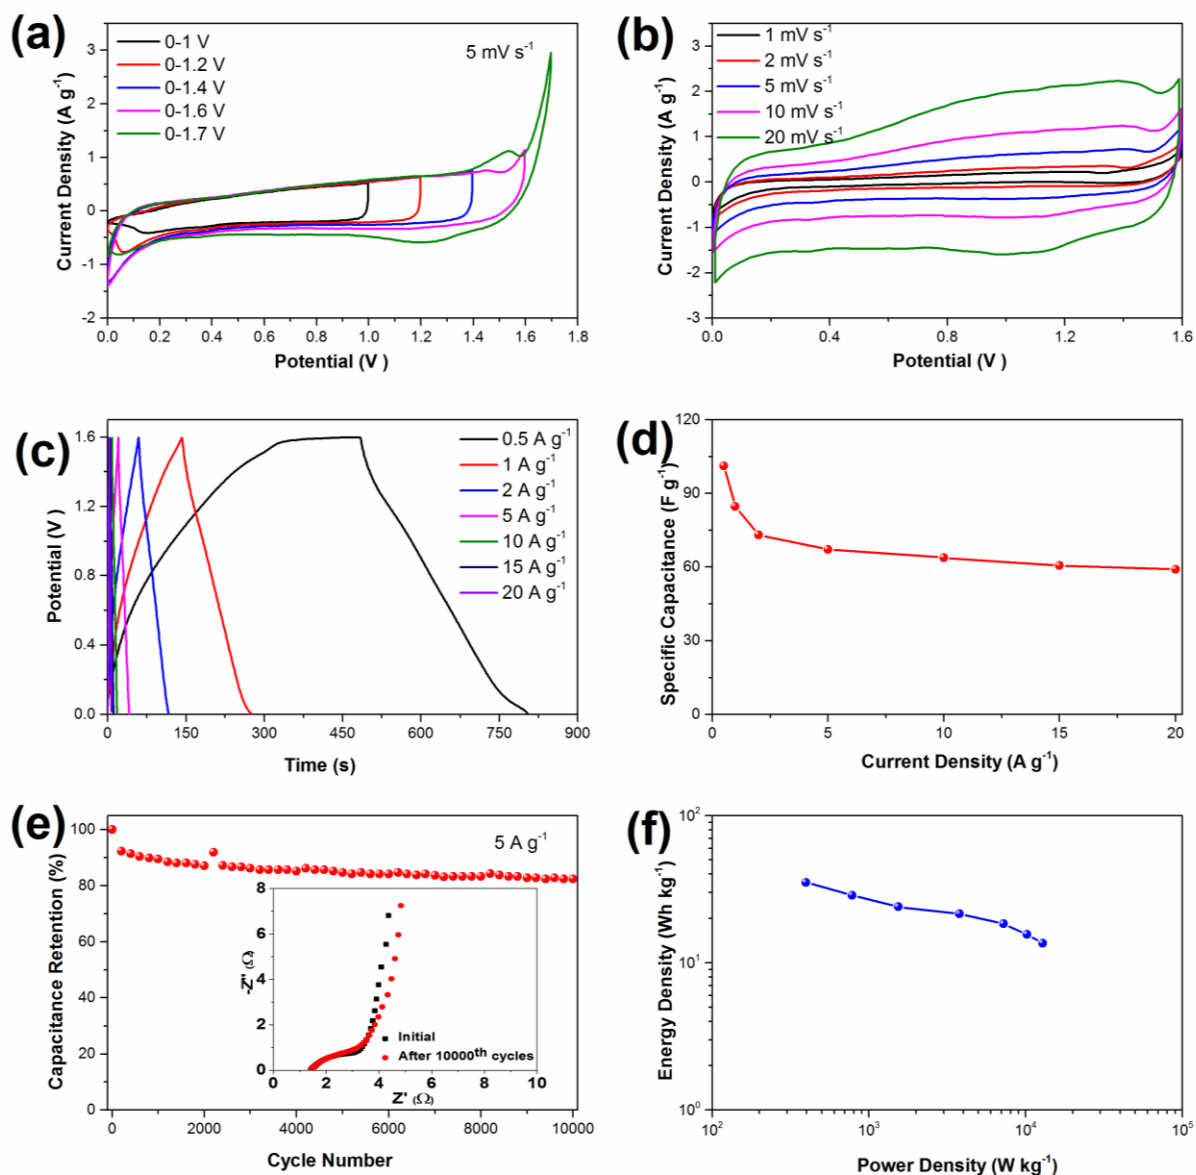 (a)
0-1 V
0-1.2 V
0-1.4 V
0-1.6 V
0-1.7 V
5 mV s⁻¹
3
2
1
0
-1
-2
0.0 0.2 0.4 0.6 0.8 1.0 1.2 1.4 1.6 1.8
Current Density (A g⁻¹)
Potential (V )
(b)
1 mV s⁻¹
2 mV s⁻¹
5 mV s⁻¹
10 mV s⁻¹
20 mV s⁻¹
3
2
1
0
-1
-2
-3
0.0 0.4 0.8 1.2 1.6
Current Density (A g⁻¹)
Potential (V )
(c)
0.5 A g⁻¹
1 A g⁻¹
2 A g⁻¹
5 A g⁻¹
10 A g⁻¹
15 A g⁻¹
20 A g⁻¹
1.6
1.2
0.8
0.4
0.0
0 150 300 450 600 750 900
Potential (V )
Time (s)
(d)
120
90
60
30
0
0 5 10 15 20
Specific Capacitance (F g⁻¹)
Current Density (A g⁻¹)
(e)
5 A g⁻¹
100
80
60
40
20
0
0 2000 4000 6000 8000 10000
Capacitance Retention (%)
Cycle Number
8
6
4
2
0
0 2 4 6 8 10
-Z'' (Ω)
Z' (Ω)
Initial
After 10000th cycles
(f)
10²
10¹
10⁰
10² 10³ 10⁴ 10⁵
Energy Density (Wh kg⁻¹)
Power Density (W kg⁻¹)